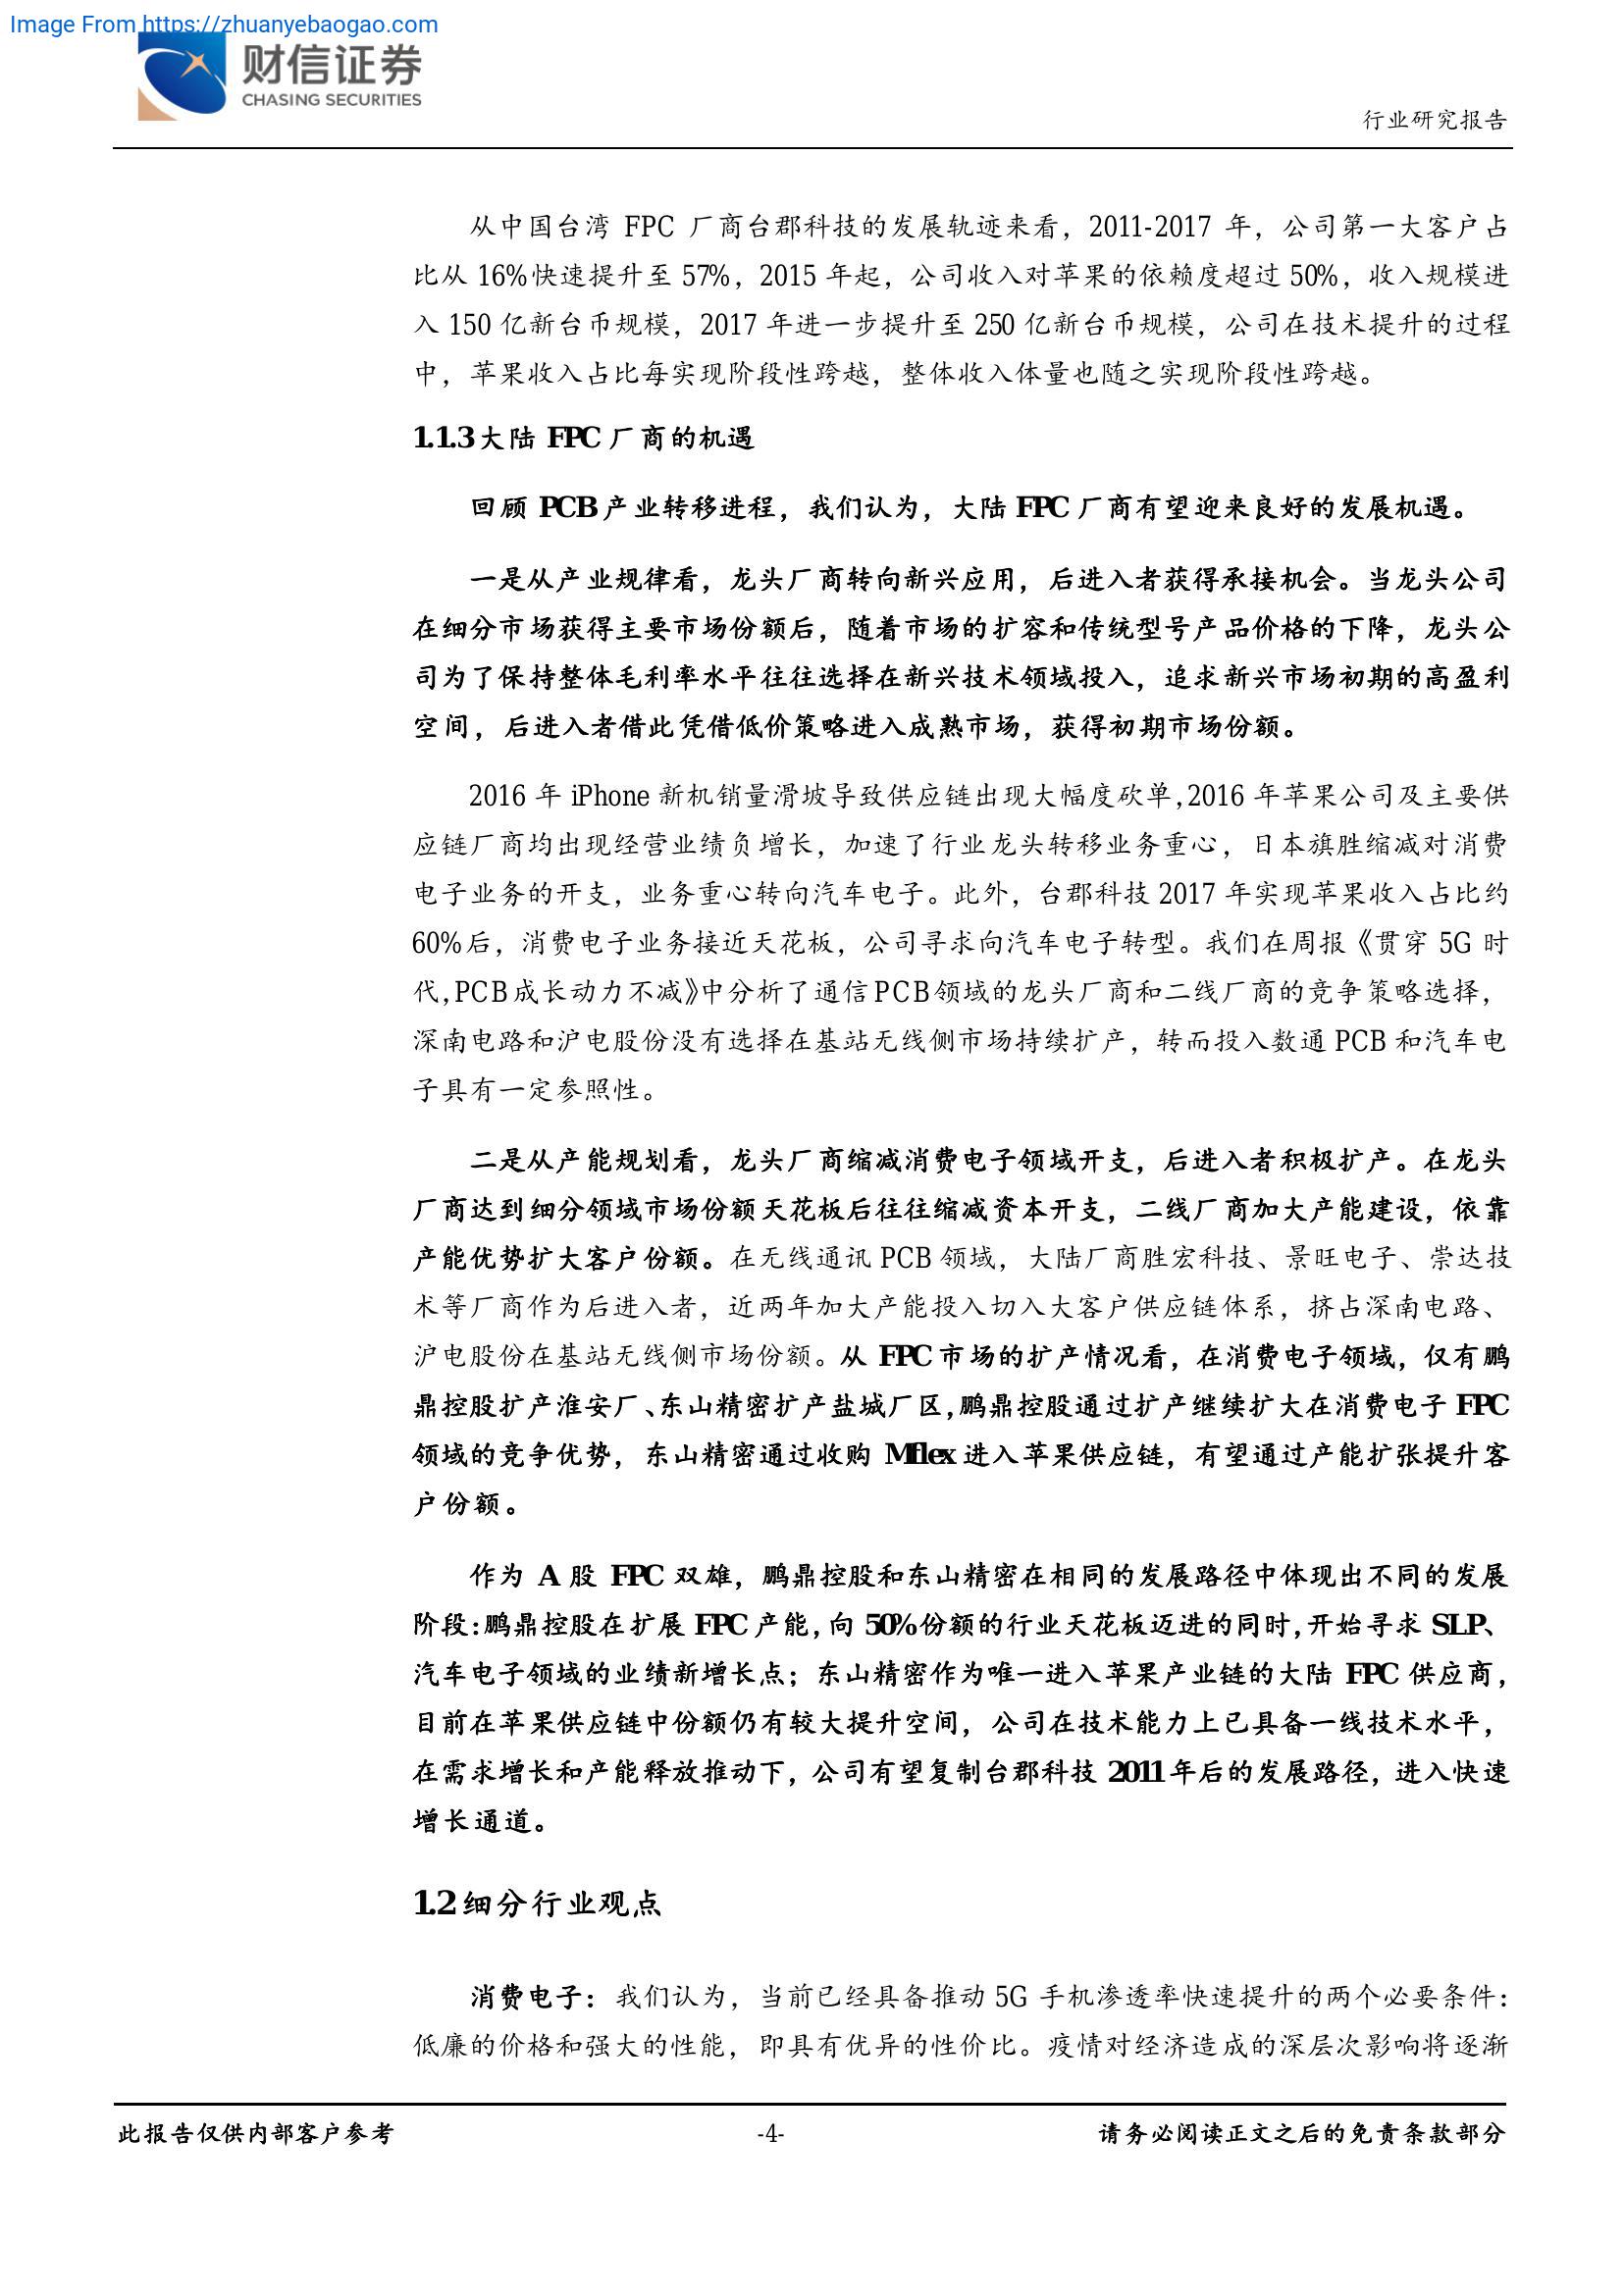 Image From https://zhuanyebaogao.com
财信证券
CHASING SECURITIES
行业研究报告
从中国台湾 FPC 厂商台郡科技的发展轨迹来看，2011-2017 年，公司第一大客户占
比从 16%快速提升至 57%，2015 年起，公司收入对苹果的依赖度超过 50%，收入规模进
入 150 亿新台币规模，2017 年进一步提升至 250 亿新台币规模，公司在技术提升的过程
中，苹果收入占比每实现阶段性跨越，整体收入体量也随之实现阶段性跨越。
1.1.3 大陆 FPC 厂商的机遇
回顾 PCB 产业转移进程，我们认为，大陆 FPC 厂商有望迎来良好的发展机遇。
一是从产业规律看，龙头厂商转向新兴应用，后进入者获得承接机会。当龙头公司
在细分市场获得主要市场份额后，随着市场的扩容和传统型号产品价格的下降，龙头公
司为了保持整体毛利率水平往往选择在新兴技术领域投入，追求新兴市场初期的高盈利
空间，后进入者借此凭借低价策略进入成熟市场，获得初期市场份额。
2016 年 iPhone 新机销量滑坡导致供应链出现大幅度砍单,2016 年苹果公司及主要供
应链厂商均出现经营业绩负增长，加速了行业龙头转移业务重心，日本旗胜缩减对消费
电子业务的开支，业务重心转向汽车电子。此外，台郡科技 2017 年实现苹果收入占比约
60%后，消费电子业务接近天花板，公司寻求向汽车电子转型。我们在周报《贯穿 5G 时
代,PCB 成长动力不减》中分析了通信 PCB 领域的龙头厂商和二线厂商的竞争策略选择，
深南电路和沪电股份没有选择在基站无线侧市场持续扩产，转而投入数通 PCB 和汽车电
子具有一定参照性。
二是从产能规划看，龙头厂商缩减消费电子领域开支，后进入者积极扩产。在龙头
厂商达到细分领域市场份额天花板后往往缩减资本开支，二线厂商加大产能建设，依靠
产能优势扩大客户份额。在无线通讯 PCB 领域，大陆厂商胜宏科技、景旺电子、崇达技
术等厂商作为后进入者，近两年加大产能投入切入大客户供应链体系，挤占深南电路、
沪电股份在基站无线侧市场份额。从 FPC 市场的扩产情况看，在消费电子领域，仅有鹏
鼎控股扩产淮安厂、东山精密扩产盐城厂区,鹏鼎控股通过扩产继续扩大在消费电子 FPC
领域的竞争优势，东山精密通过收购 Mflex 进入苹果供应链，有望通过产能扩张提升客
户份额。
作为 A 股 FPC 双雄，鹏鼎控股和东山精密在相同的发展路径中体现出不同的发展
阶段:鹏鼎控股在扩展 FPC 产能,向 50%份额的行业天花板迈进的同时,开始寻求 SLP、
汽车电子领域的业绩新增长点；东山精密作为唯一进入苹果产业链的大陆 FPC 供应商，
目前在苹果供应链中份额仍有较大提升空间，公司在技术能力上已具备一线技术水平，
在需求增长和产能释放推动下，公司有望复制台郡科技 2011 年后的发展路径，进入快速
增长通道。
1.2 细分行业观点
消费电子：我们认为，当前已经具备推动 5G 手机渗透率快速提升的两个必要条件：
低廉的价格和强大的性能，即具有优异的性价比。疫情对经济造成的深层次影响将逐渐
此报告仅供内部客户参考
-4-
请务必阅读正文之后的免责条款部分